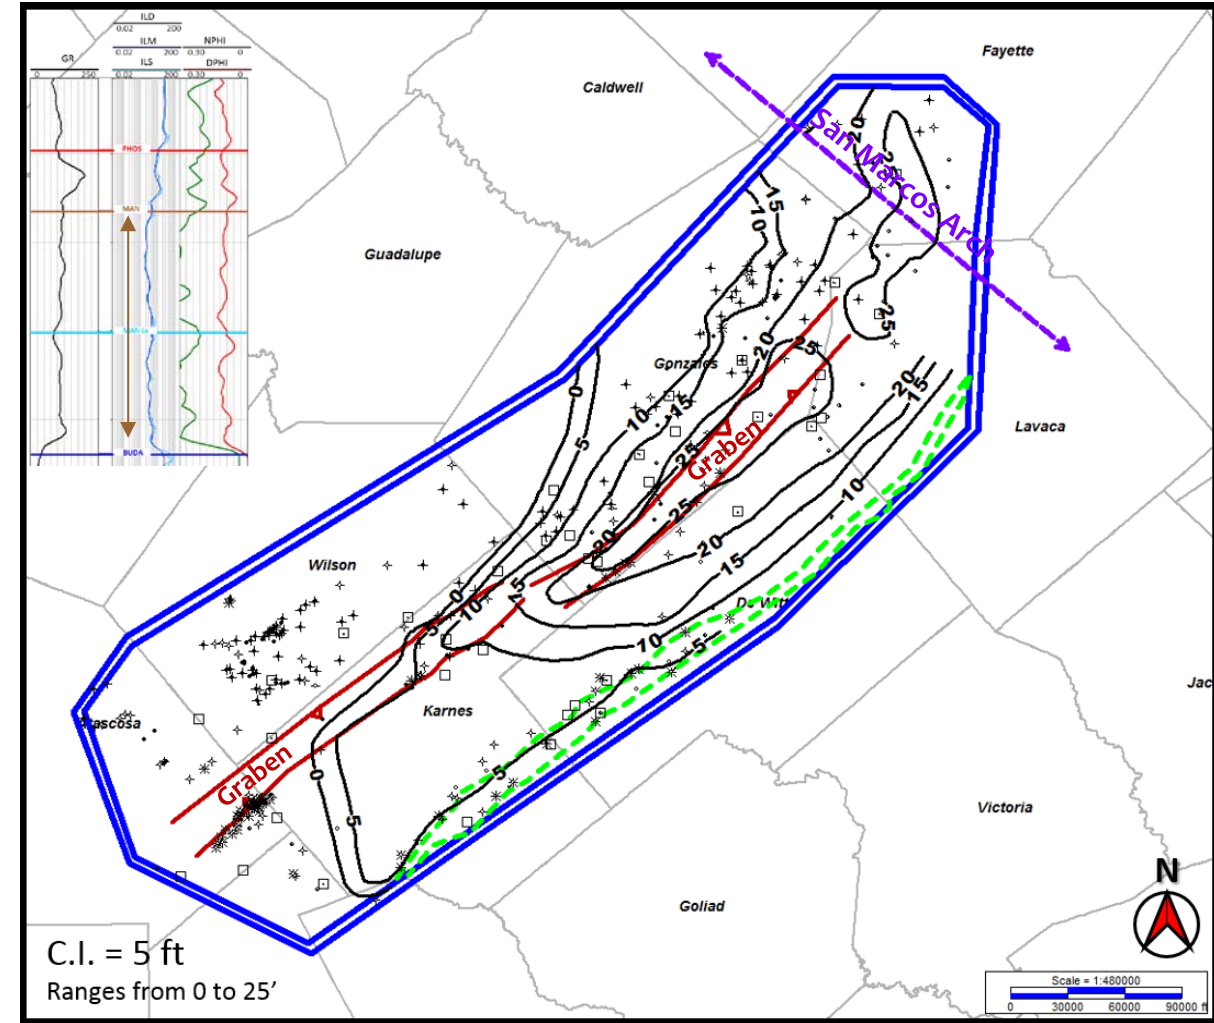 ILD
0.02 200
ILM NPHI
0.02 200 0.30 0
GR ILS DPHI
0 250 0.02 200 0.30 0
PHOS
MAN
BUDA
Fayette
Caldwell
San Marcos Arch
Guadalupe
Gonzales
Lavaca
Wilson
De Witt
Graben
Karnes
Atascosa
Graben
Jac
Victoria
Goliad
20
15
10
25
20
25
0
5
10
15
20
15
25
25
10
20
20
15
0
10
5
10
5
5
0
5
N
C.I. = 5 ft
Ranges from 0 to 25’
Scale = 1:480000
0 30000 60000 90000 ft